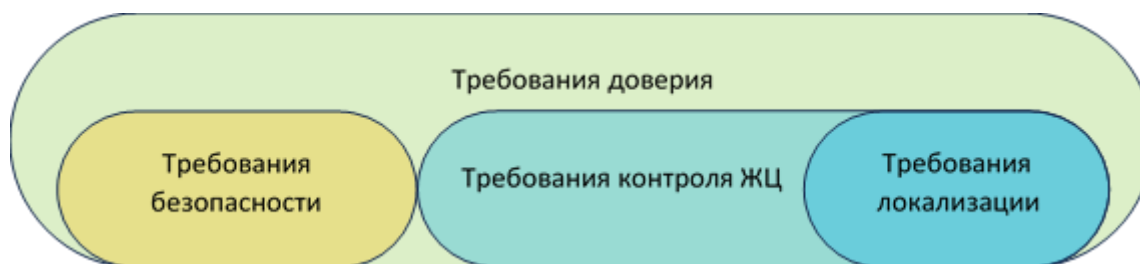 Требования доверия
Требования
безопасности
Требования контроля ЖЦ
Требования
локализации